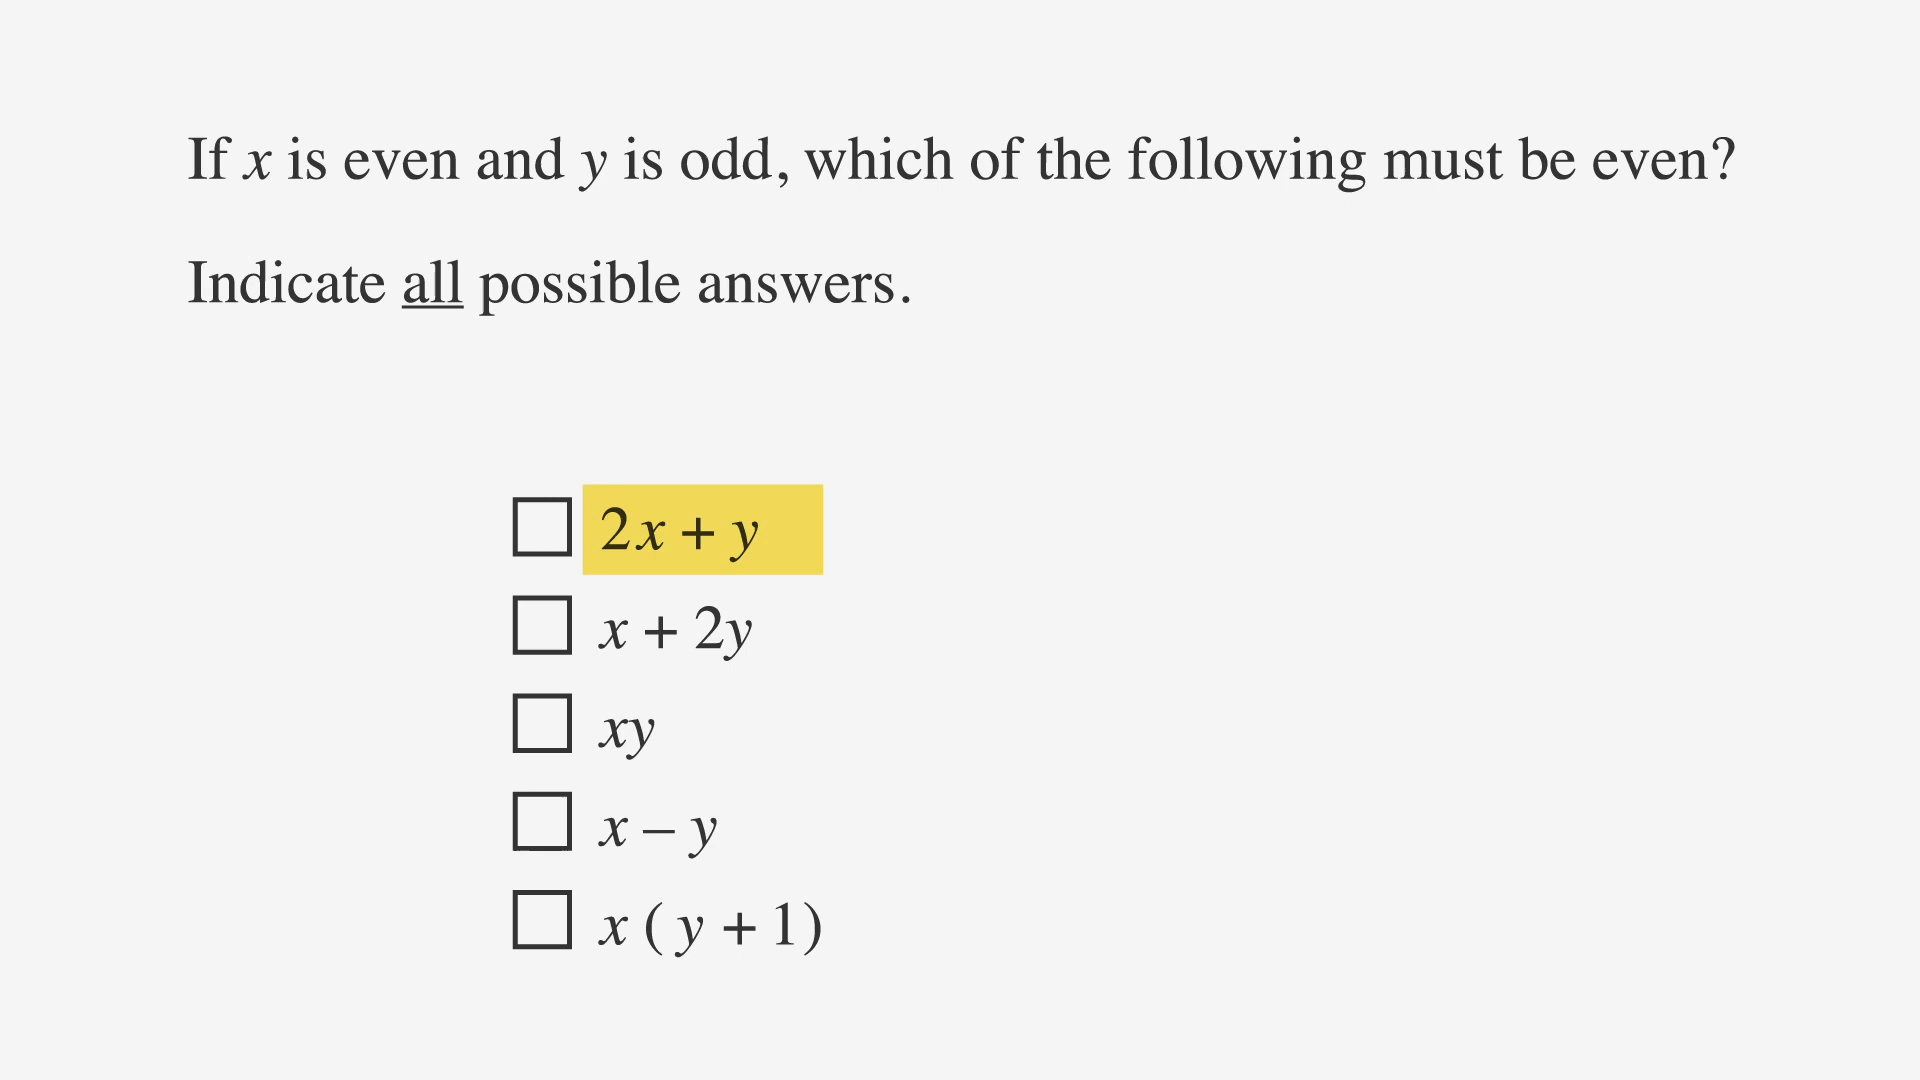 If x is even and y is odd, which of the following must be even?
Indicate all possible answers.
2x + y
x + 2y
xy
x – y
x ( y + 1)